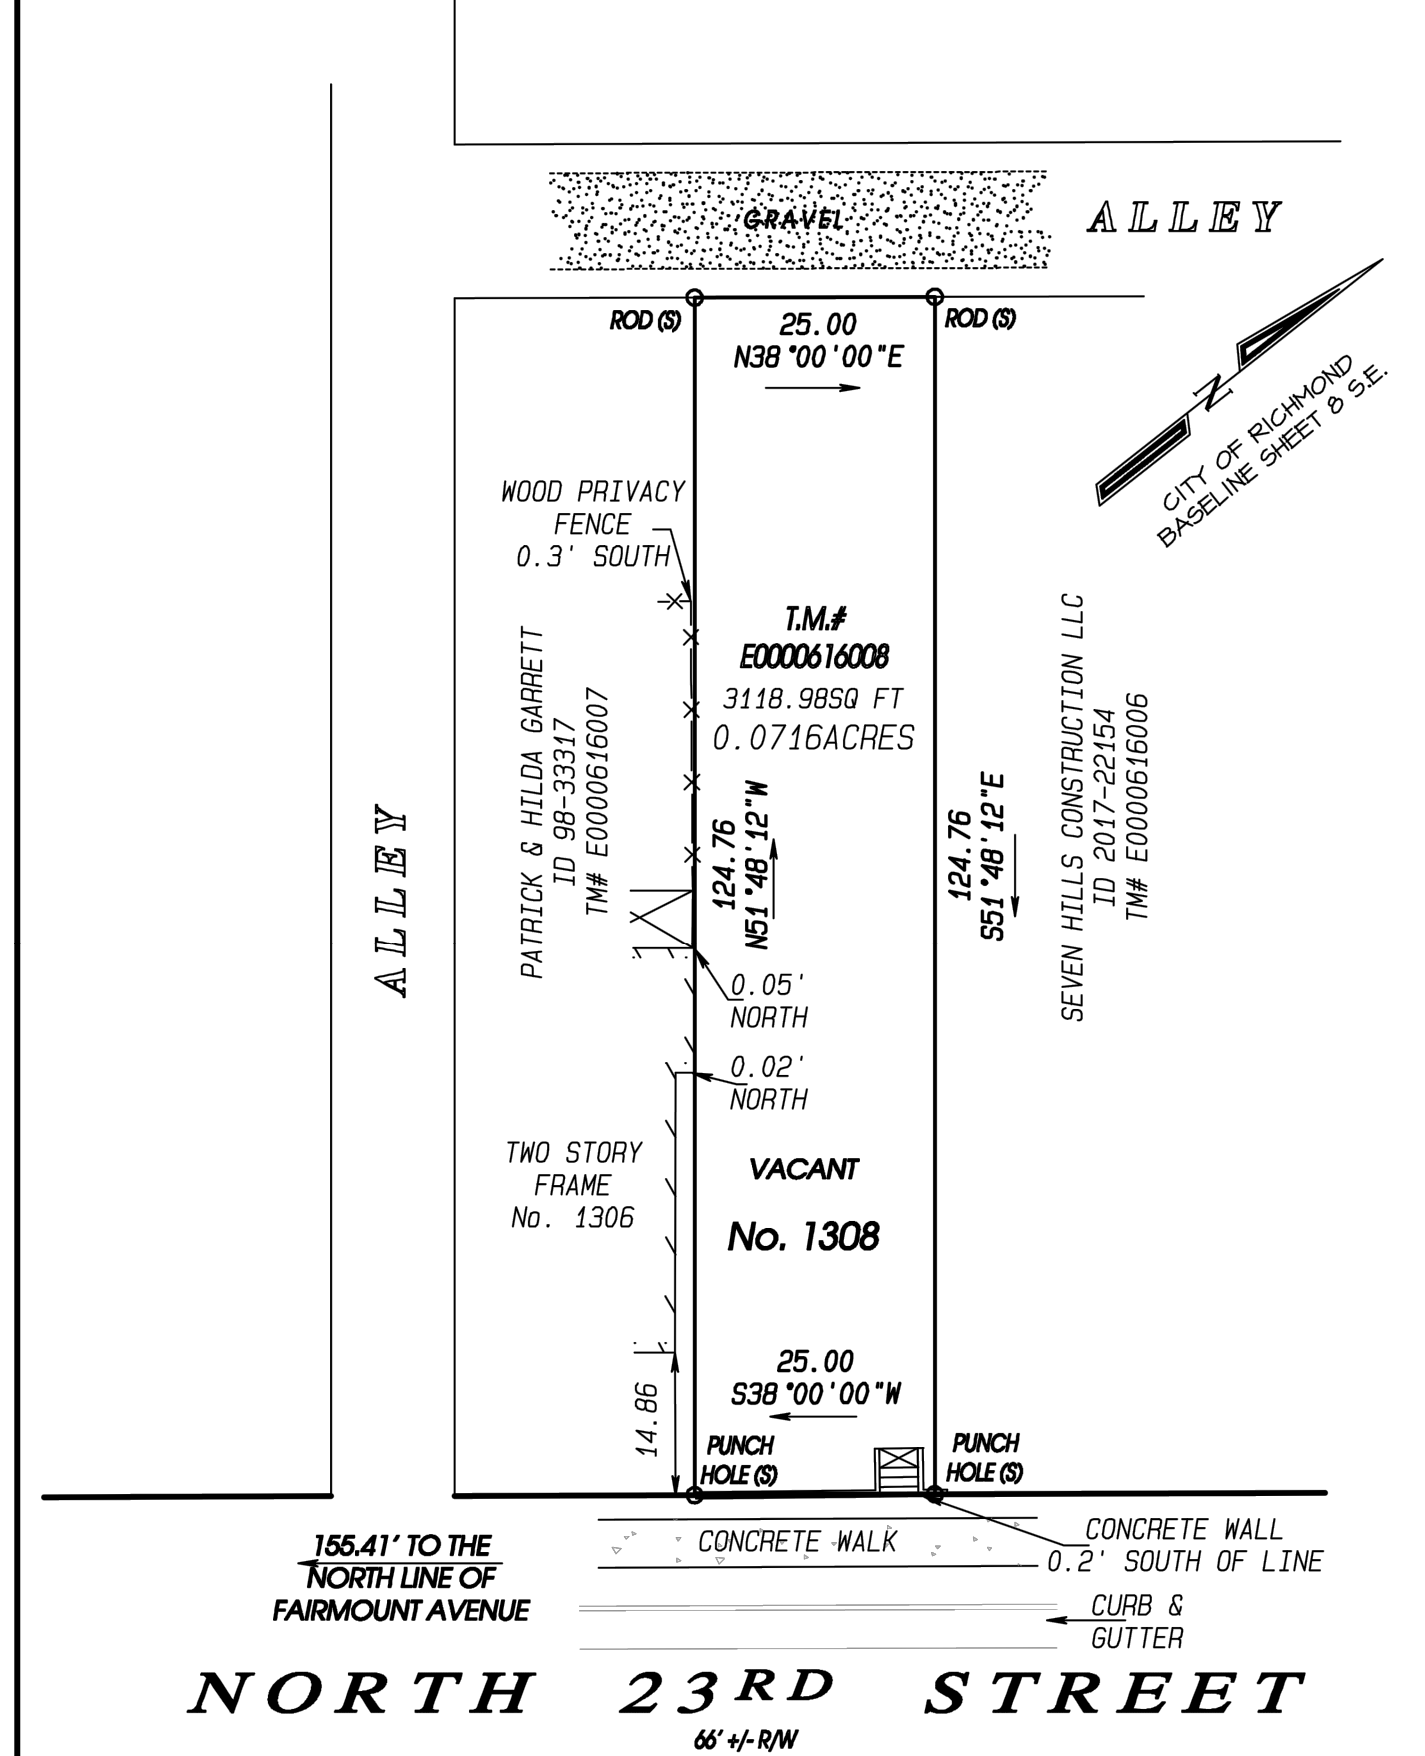 GRAVEL
ALLEY
ROD (S)
25.00
N38°00'00"E
ROD (S)
N
CITY OF RICHMOND
BASELINE SHEET 8 S.E.
WOOD PRIVACY
FENCE
0.3' SOUTH
T.M.#
E0000616008
3118.98SQ FT
0.0716ACRES
PATRICK & HILDA GARRETT
ID 98-33317
TM# E0000616007
124.76
N51°48'12"W
124.76
S51°48'12"E
SEVEN HILLS CONSTRUCTION LLC
ID 2017-22154
TM# E0000616006
ALLEY
0.05'
NORTH
0.02'
NORTH
TWO STORY
FRAME
No. 1306
VACANT
No. 1308
14.86
25.00
S38°00'00"W
PUNCH
HOLE (S)
PUNCH
HOLE (S)
155.41' TO THE
NORTH LINE OF
FAIRMOUNT AVENUE
CONCRETE WALK
CONCRETE WALL
0.2' SOUTH OF LINE
CURB &
GUTTER
NORTH 23RD STREET
66' +/- R/W